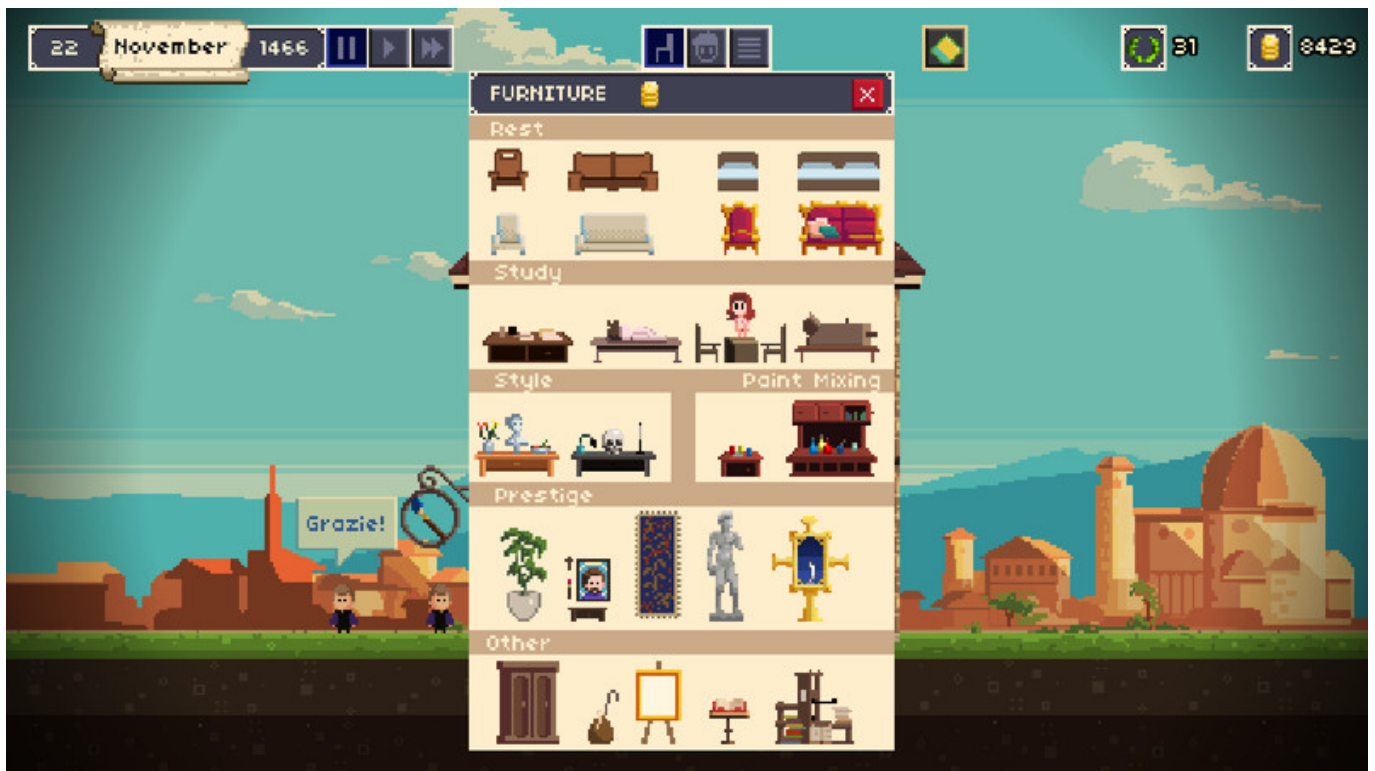 22 November 1466
31
8429
FURNITURE
Rest
Study
Style
Paint Mixing
Prestige
Grazie!
Other